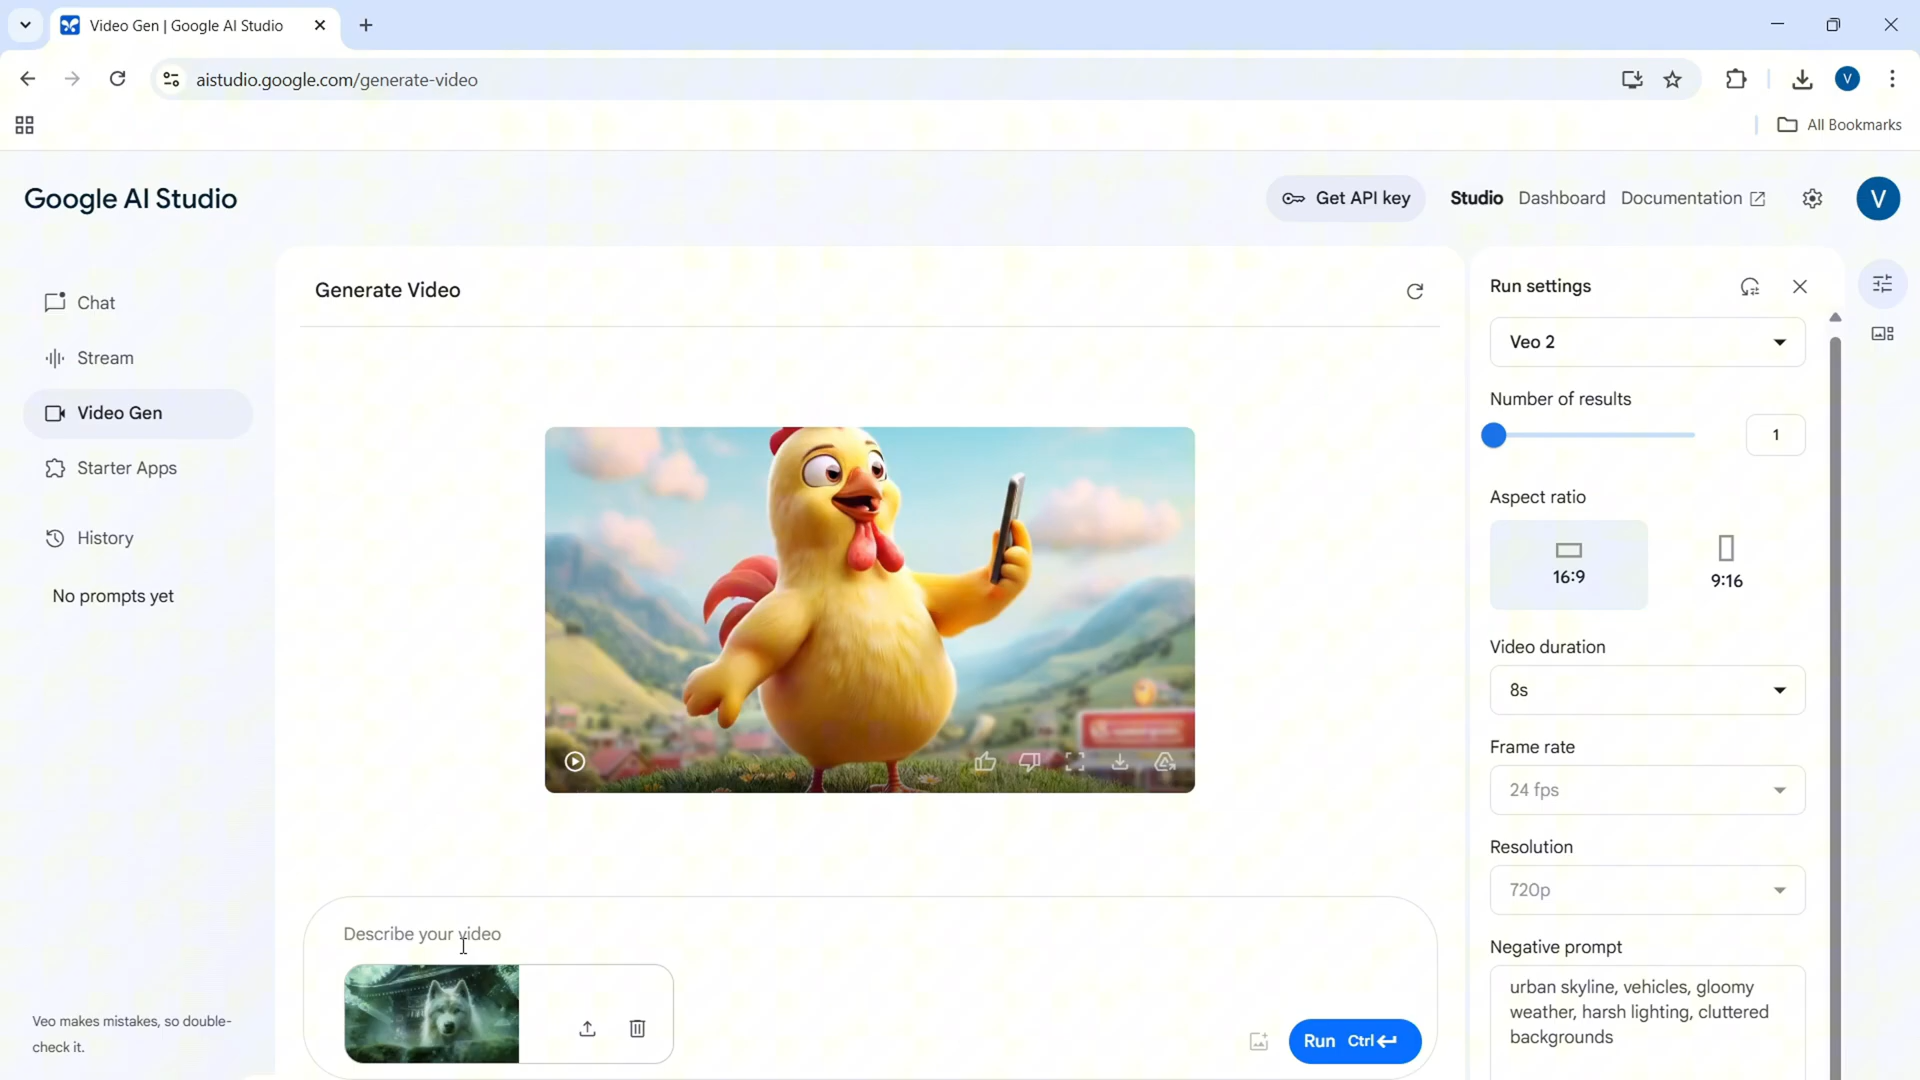 Video Gen | Google AI Studio
aistudio.google.com/generate-video
V
All Bookmarks
Google AI Studio
Get API key
Studio
Dashboard
Documentation
V
Chat
Stream
Video Gen
Starter Apps
History
No prompts yet
Veo makes mistakes, so double-
check it.
Generate Video
Describe your video
Run Ctrl
Run settings
Veo 2
Number of results
1
Aspect ratio
16:9
9:16
Video duration
8s
Frame rate
24 fps
Resolution
720p
Negative prompt
urban skyline, vehicles, gloomy
weather, harsh lighting, cluttered
backgrounds